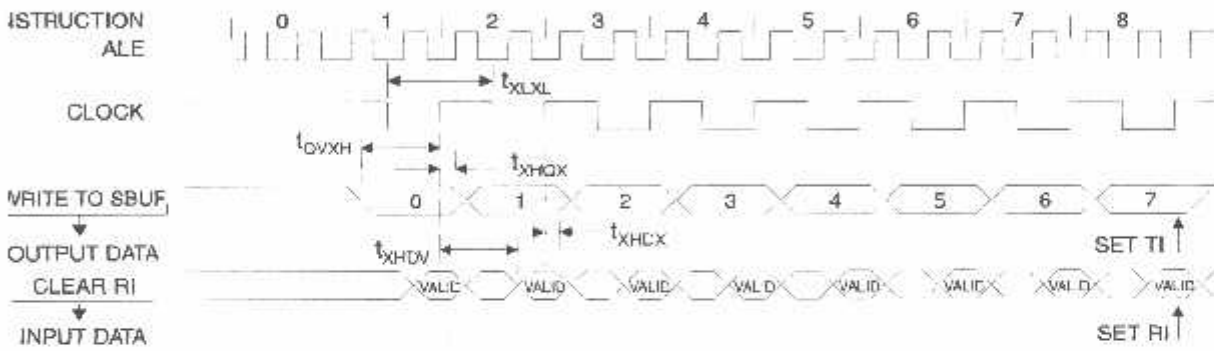 NSTRUCTION 0 1 2 3 4 5 6 7 8
ALE
tXLXL
CLOCK
tQVXH
tXHQX
WRITE TO SBUF 0 1 2 3 4 5 6 7
tXHDV tXHDX SET TI
OUTPUT DATA
CLEAR RI VALID VALID VALID VALID VALID VALID VALID VALID
INPUT DATA SET RI